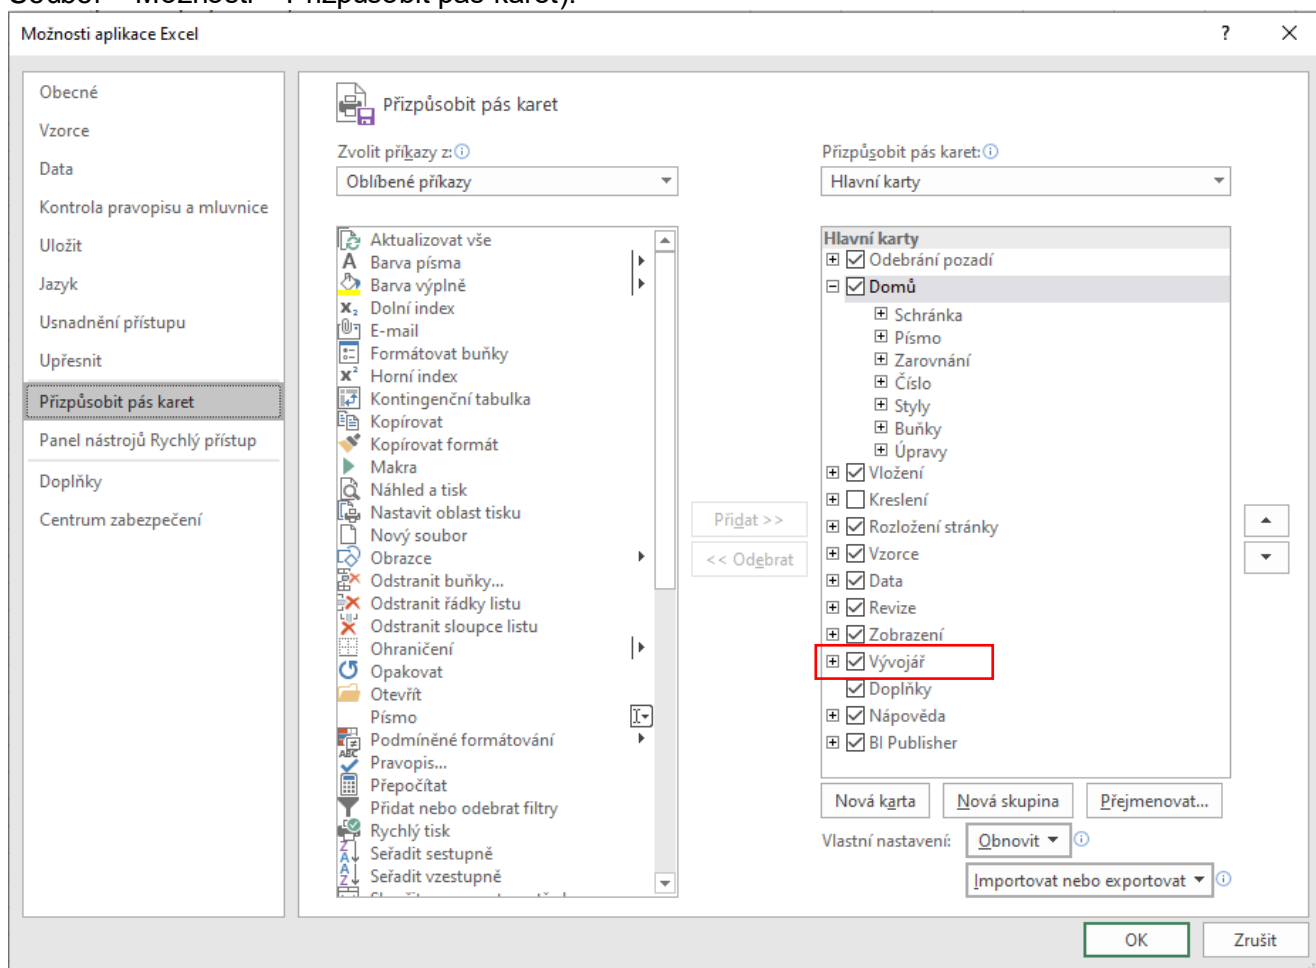 Soubor – Možnosti – Přizpůsobit pás karet).
Možnosti aplikace Excel
?
Obecné
Vzorce
Data
Kontrola pravopisu a mluvnice
Uložit
Jazyk
Usnadnění přístupu
Upřesnit
Přizpůsobit pás karet
Panel nástrojů Rychlý přístup
Doplňky
Centrum zabezpečení
Přizpůsobit pás karet
Zvolit příkazy z:
Oblíbené příkazy
Aktualizovat vše
Barva písma
Barva výplně
Dolní index
E-mail
Formátovat buňky
Horní index
Kontingenční tabulka
Kopírovat
Kopírovat formát
Makra
Náhled a tisk
Nastavit oblast tisku
Nový soubor
Obrazce
Odstranit buňky...
Odstranit řádky listu
Odstranit sloupce listu
Ohraničení
Opakovat
Otevřít
Písmo
Podmíněné formátování
Pravopis...
Přepočítat
Přidat nebo odebrat filtry
Rychlý tisk
Seřadit sestupně
Seřadit vzestupně
Přidat >>
<< Odebrat
Přizpůsobit pás karet:
Hlavní karty
Hlavní karty
Odebrání pozadí
Domů
Schránka
Písmo
Zarovnání
Číslo
Styly
Buňky
Úpravy
Vložení
Kreslení
Rozložení stránky
Vzorce
Data
Revize
Zobrazení
Vývojář
Doplňky
Nápověda
BI Publisher
Nová karta
Nová skupina
Přejmenovat...
Vlastní nastavení:
Obnovit
Importovat nebo exportovat
OK
Zrušit